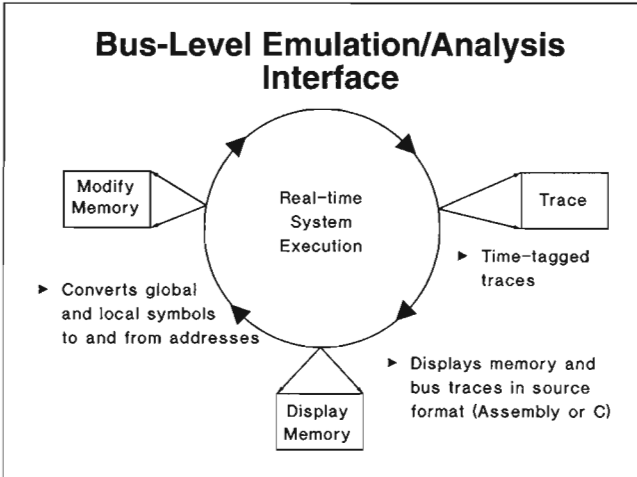 Bus-Level Emulation/Analysis
Interface
Modify
Memory
Real-time
System
Execution
Trace
► Time-tagged
traces
► Converts global
and local symbols
to and from addresses
► Displays memory and
bus traces in source
format (Assembly or C)
Display
Memory